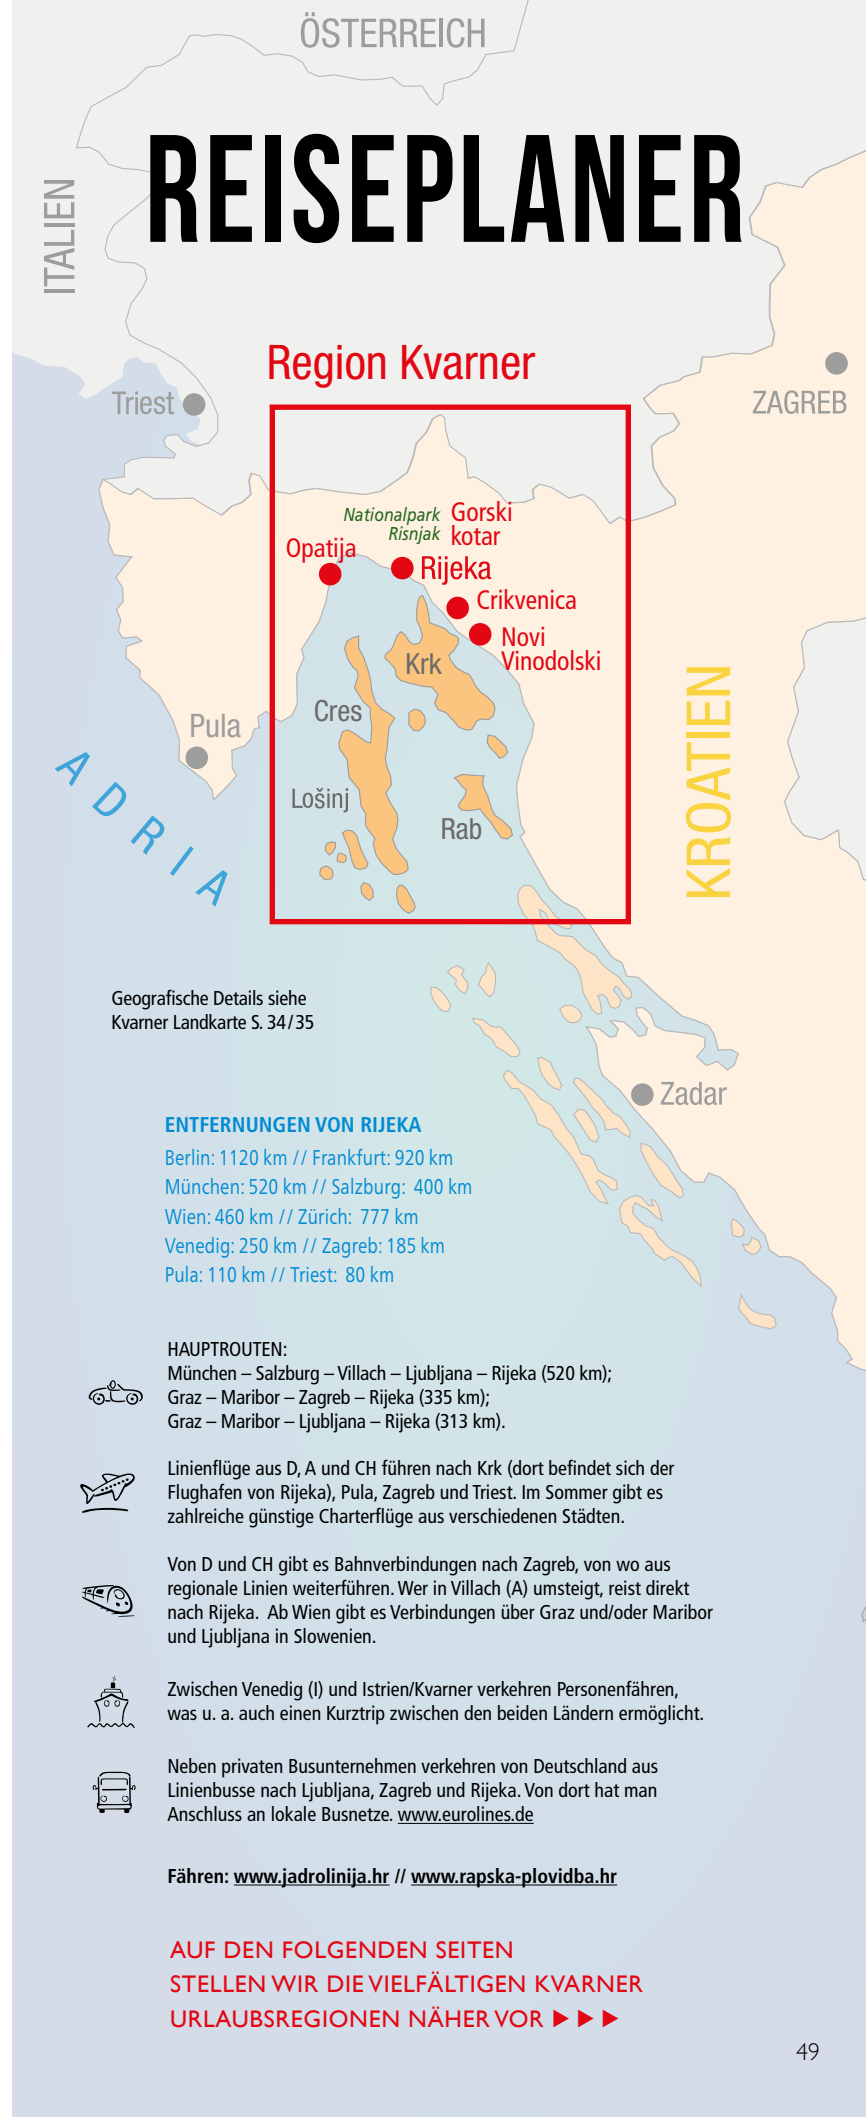 ÖSTERREICH
ITALIEN
REISEPLANER
Region Kvarner
Triest
ZAGREB
Nationalpark
Risnjak
Gorski
kotar
Opatija
Rijeka
Crikvenica
Novi
Vinodolski
Krk
Cres
Pula
Lošinj
Rab
ADRIA
KROATIEN
Geografische Details siehe
Kvarner Landkarte S. 34/35
Zadar
ENTFERNUNGEN VON RIJEKA
Berlin: 1120 km // Frankfurt: 920 km
München: 520 km // Salzburg: 400 km
Wien: 460 km // Zürich: 777 km
Venedig: 250 km // Zagreb: 185 km
Pula: 110 km // Triest: 80 km
HAUPTROUTEN:
München – Salzburg – Villach – Ljubljana – Rijeka (520 km);
Graz – Maribor – Zagreb – Rijeka (335 km);
Graz – Maribor – Ljubljana – Rijeka (313 km).
Linienflüge aus D, A und CH führen nach Krk (dort befindet sich der
Flughafen von Rijeka), Pula, Zagreb und Triest. Im Sommer gibt es
zahlreiche günstige Charterflüge aus verschiedenen Städten.
Von D und CH gibt es Bahnverbindungen nach Zagreb, von wo aus
regionale Linien weiterführen. Wer in Villach (A) umsteigt, reist direkt
nach Rijeka. Ab Wien gibt es Verbindungen über Graz und/oder Maribor
und Ljubljana in Slowenien.
Zwischen Venedig (I) und Istrien/Kvarner verkehren Personenfähren,
was u. a. auch einen Kurztrip zwischen den beiden Ländern ermöglicht.
Neben privaten Busunternehmen verkehren von Deutschland aus
Linienbusse nach Ljubljana, Zagreb und Rijeka. Von dort hat man
Anschluss an lokale Busnetze. www.eurolines.de
Fähren: www.jadrolinija.hr // www.rapska-plovidba.hr
AUF DEN FOLGENDEN SEITEN
STELLEN WIR DIE VIELFÄLTIGEN KVARNER
URLAUBSREGIONEN NÄHER VOR ▶ ▶ ▶
49